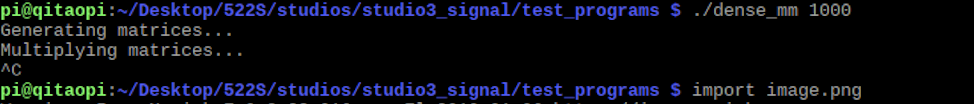 pi@qitaopi:~/Desktop/522S/studios/studio3_signal/test_programs $ ./dense_mm 1000
Generating matrices...
Multiplying matrices...
^C
pi@qitaopi:~/Desktop/522S/studios/studio3_signal/test_programs $ import image.png